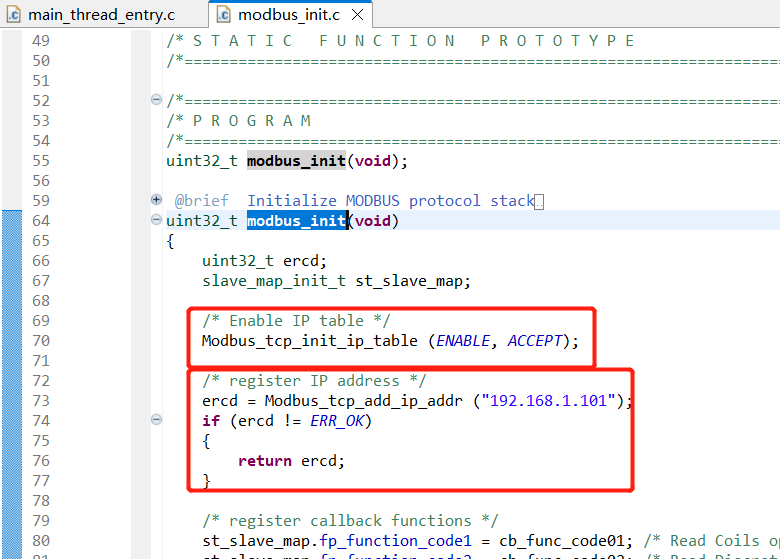 main_thread_entry.c modbus_init.c
49 /* S T A T I C   F U N C T I O N   P R O T O T Y P E
50 /*==================================================================
51
52 /*==================================================================
53 /* P R O G R A M
54 /*==================================================================
55 uint32_t modbus_init(void);
56
59 @brief  Initialize MODBUS protocol stack
64 uint32_t modbus_init(void)
65 {
66     uint32_t ercd;
67     slave_map_init_t st_slave_map;
68
69     /* Enable IP table */
70     Modbus_tcp_init_ip_table (ENABLE, ACCEPT);
71
72     /* register IP address */
73     ercd = Modbus_tcp_add_ip_addr ("192.168.1.101");
74     if (ercd != ERR_OK)
75     {
76         return ercd;
77     }
78
79     /* register callback functions */
80     st_slave_map.fp_function_code1 = cb_func_code01; /* Read Coils op